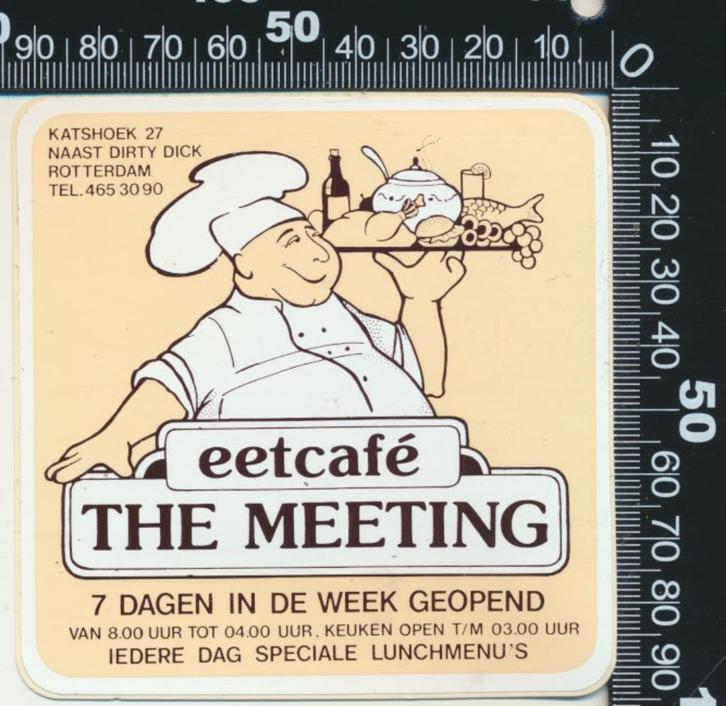 50
90 80 70 60 40 30 20 10 0
KATSHOEK 27
NAAST DIRTY DICK
ROTTERDAM
TEL. 465 30 90
eetcafé
THE MEETING
7 DAGEN IN DE WEEK GEOPEND
VAN 8.00 UUR TOT 04.00 UUR. KEUKEN OPEN T/M 03.00 UUR
IEDERE DAG SPECIALE LUNCHMENU'S
10 20 30 40 50 60 70 80 90